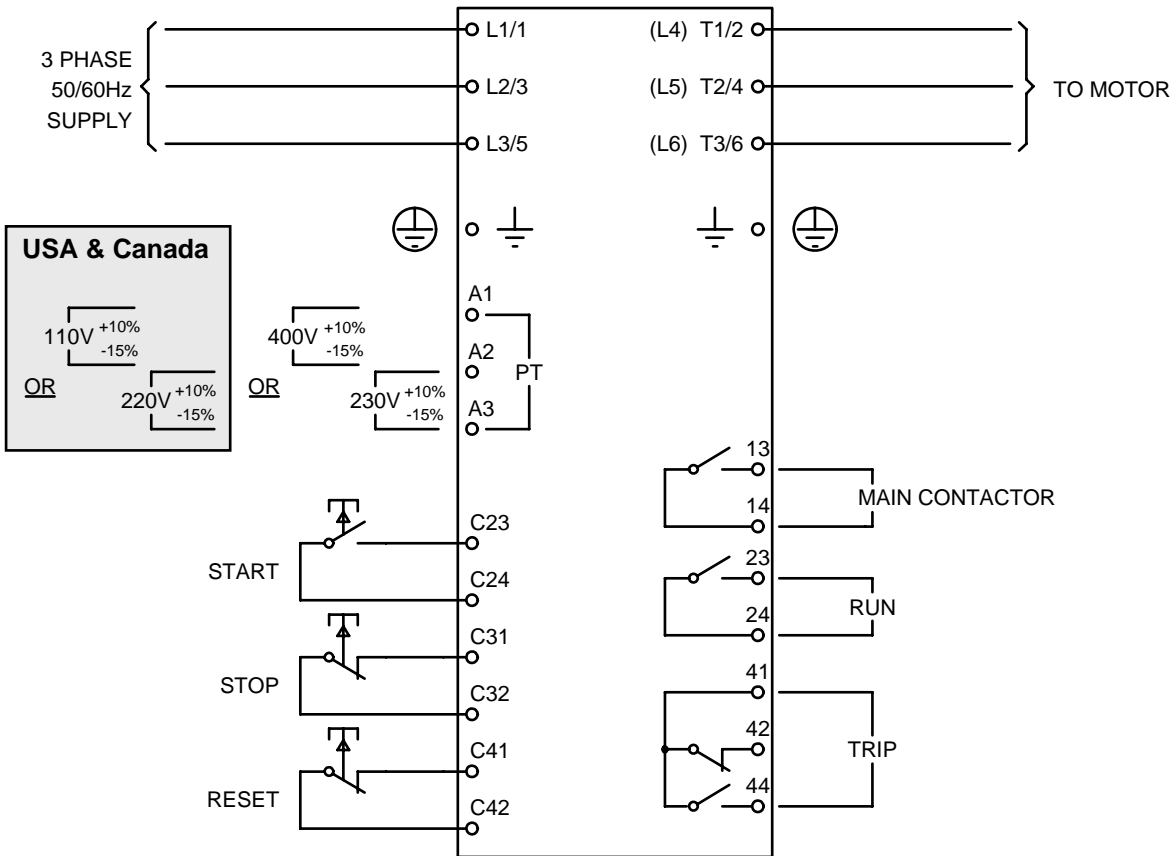 3 PHASE
50/60Hz
SUPPLY
L1/1
L2/3
L3/5
(L4) T1/2
(L5) T2/4
(L6) T3/6
TO MOTOR
USA & Canada
110V +10%
-15%
OR
220V +10%
-15%
400V +10%
-15%
OR
230V +10%
-15%
A1
A2
A3
PT
START
C23
C24
STOP
C31
C32
RESET
C41
C42
13
14
MAIN CONTACTOR
23
24
RUN
41
42
44
TRIP